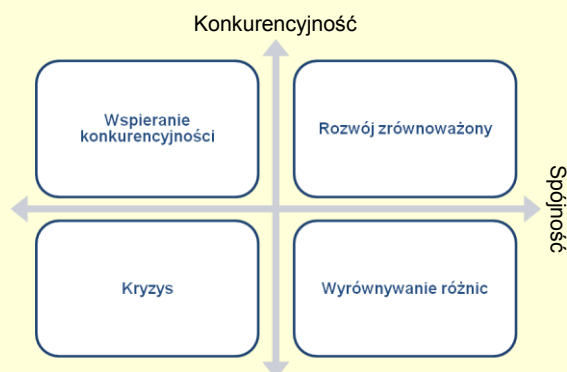 Konkurencyjność
Wspieranie
konkurencyjności
Rozwój zrównoważony
Spójność
Kryzys
Wyrównywanie różnic